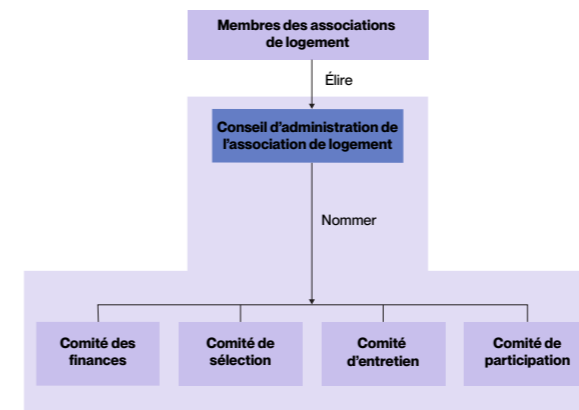 Membres des associations
de logement
Élire
Conseil d'administration de
l'association de logement
Nommer
Comité des
finances
Comité de
sélection
Comité
d'entretien
Comité de
participation